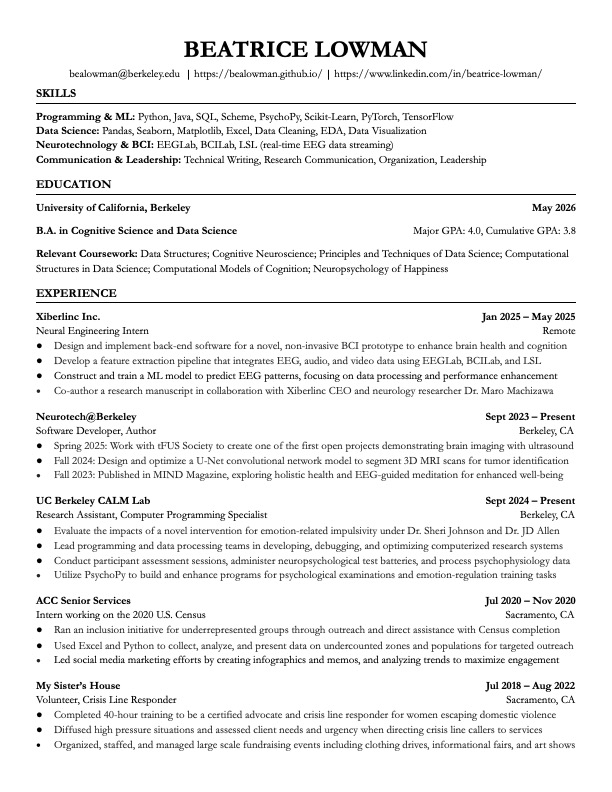 BEATRICE LOWMAN
bealowman@berkeley.edu | https://bealowman.github.io/ | https://www.linkedin.com/in/beatrice-lowman/
SKILLS
Programming & ML: Python, Java, SQL, Scheme, PsychoPy, Scikit-Learn, PyTorch, TensorFlow
Data Science: Pandas, Seaborn, Matplotlib, Excel, Data Cleaning, EDA, Data Visualization
Neurotechnology & BCI: EEGLab, BCILab, LSL (real-time EEG data streaming)
Communication & Leadership: Technical Writing, Research Communication, Organization, Leadership
EDUCATION
University of California, Berkeley May 2026
B.A. in Cognitive Science and Data Science Major GPA: 4.0, Cumulative GPA: 3.8
Relevant Coursework: Data Structures; Cognitive Neuroscience; Principles and Techniques of Data Science; Computational
Structures in Data Science; Computational Models of Cognition; Neuropsychology of Happiness
EXPERIENCE
Xiberlinc Inc. Jan 2025 – May 2025
Neural Engineering Intern Remote
● Design and implement back-end software for a novel, non-invasive BCI prototype to enhance brain health and cognition
● Develop a feature extraction pipeline that integrates EEG, audio, and video data using EEGLab, BCILab, and LSL
● Construct and train a ML model to predict EEG patterns, focusing on data processing and performance enhancement
• Co-author a research manuscript in collaboration with Xiberlinc CEO and neurology researcher Dr. Maro Machizawa
Neurotech@Berkeley Sept 2023 – Present
Software Developer, Author Berkeley, CA
● Spring 2025: Work with tFUS Society to create one of the first open projects demonstrating brain imaging with ultrasound
● Fall 2024: Design and optimize a U-Net convolutional network model to segment 3D MRI scans for tumor identification
• Fall 2023: Published in MIND Magazine, exploring holistic health and EEG-guided meditation for enhanced well-being
UC Berkeley CALM Lab Sept 2024 – Present
Research Assistant, Computer Programming Specialist Berkeley, CA
● Evaluate the impacts of a novel intervention for emotion-related impulsivity under Dr. Sheri Johnson and Dr. JD Allen
● Lead programming and data processing teams in developing, debugging, and optimizing computerized research systems
● Conduct participant assessment sessions, administer neuropsychological test batteries, and process psychophysiology data
• Utilize PsychoPy to build and enhance programs for psychological examinations and emotion-regulation training tasks
ACC Senior Services Jul 2020 – Nov 2020
Intern working on the 2020 U.S. Census Sacramento, CA
● Ran an inclusion initiative for underrepresented groups through outreach and direct assistance with Census completion
● Used Excel and Python to collect, analyze, and present data on undercounted zones and populations for targeted outreach
• Led social media marketing efforts by creating infographics and memos, and analyzing trends to maximize engagement
My Sister's House Jul 2018 – Aug 2022
Volunteer, Crisis Line Responder Sacramento, CA
● Completed 40-hour training to be a certified advocate and crisis line responder for women escaping domestic violence
● Diffused high pressure situations and assessed client needs and urgency when directing crisis line callers to services
• Organized, staffed, and managed large scale fundraising events including clothing drives, informational fairs, and art shows